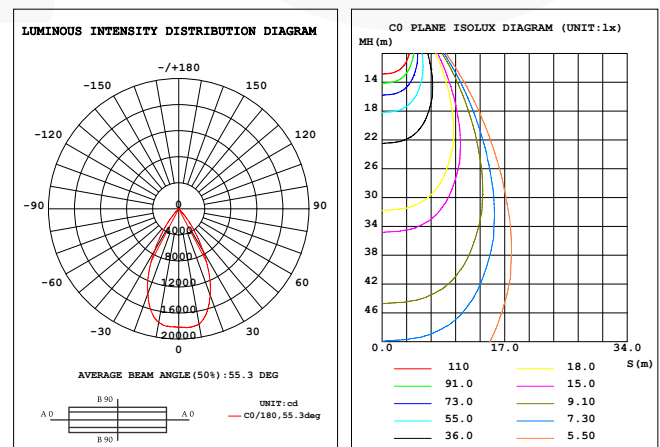 LUMINOUS INTENSITY DISTRIBUTION DIAGRAM
-/+180
-150 150
-120 120
-90 90
-60 60
-30 30
0
0
4000
8000
12000
16000
20000
AVERAGE BEAM ANGLE(50%):55.3 DEG
B 90
A 0 A 0
B 90
UNIT:cd
C0/180,55.3deg
C0 PLANE ISOLUX DIAGRAM (UNIT:lx)
MH(m)
14
18
22
26
30
34
38
42
46
0.0 17.0 34.0
S(m)
110 18.0
91.0 15.0
73.0 9.10
55.0 7.30
36.0 5.50